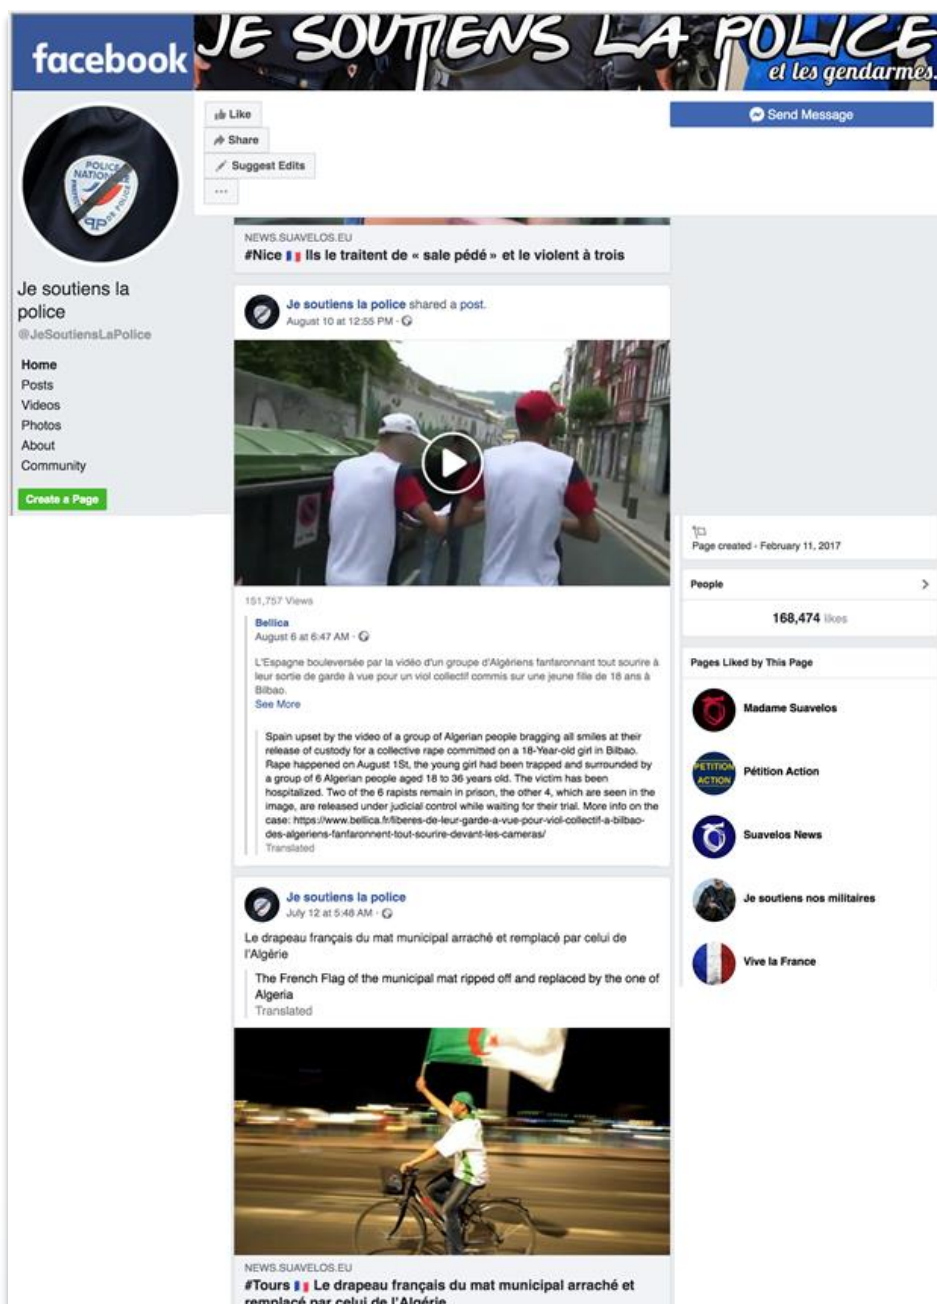 facebook
JE SOUTIENS LA POLICE
et les gendarmes.
Like
Share
Suggest Edits
...
Send Message
POLICE
NATIONALE
Je soutiens la
police
@JeSoutiensLaPolice
Home
Posts
Videos
Photos
About
Community
Create a Page
NEWS.SUAVELOS.EU
#Nice 🇫🇷 Ils le traitent de « sale pédé » et le violent à trois
Je soutiens la police shared a post.
August 10 at 12:55 PM ·
151,757 Views
Bellica
August 6 at 6:47 AM ·
L'Espagne bouleversée par la vidéo d'un groupe d'Algériens fanfaronnant tout sourire à
leur sortie de garde à vue pour un viol collectif commis sur une jeune fille de 18 ans à
Bilbao.
See More
Spain upset by the video of a group of Algerian people bragging all smiles at their
release of custody for a collective rape committed on a 18-Year-old girl in Bilbao.
Rape happened on August 1St, the young girl had been trapped and surrounded by
a group of 6 Algerian people aged 18 to 36 years old. The victim has been
hospitalized. Two of the 6 rapists remain in prison, the other 4, which are seen in the
image, are released under judicial control while waiting for their trial. More info on the
case: https://www.bellica.fr/liberes-de-leur-garde-a-vue-pour-viol-collectif-a-bilbao-
des-algeriens-fanfaronnent-tout-sourire-devant-les-cameras/
Translated
Je soutiens la police
July 12 at 5:48 AM ·
Le drapeau français du mat municipal arraché et remplacé par celui de
l'Algérie
The French Flag of the municipal mat ripped off and replaced by the one of
Algeria
Translated
NEWS.SUAVELOS.EU
#Tours 🇫🇷 Le drapeau français du mat municipal arraché et
remplacé par celui de l'Algérie
Page created - February 11, 2017
People
168,474 likes
Pages Liked by This Page
Madame Suavelos
PETITION
ACTION
Pétition Action
Suavelos News
Je soutiens nos militaires
Vive la France